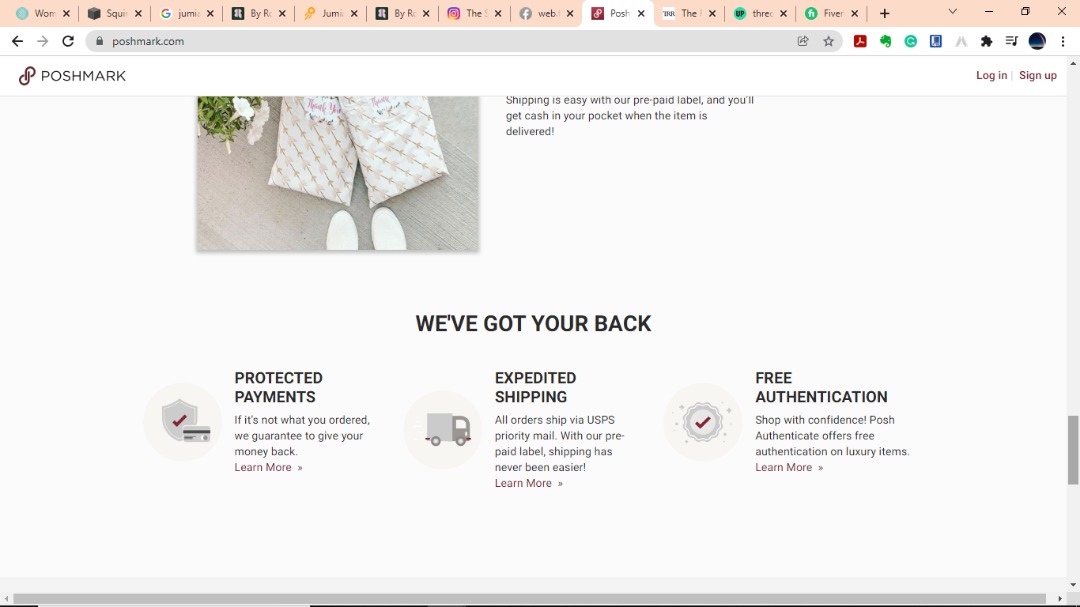 Wom
Squi
jumi
By Ro
Jumi
By Ro
The S
web.
Posh
The
thre
Fiver
poshmark.com
POSHMARK
Log in | Sign up
Thank You
Shipping is easy with our pre-paid label, and you'll
get cash in your pocket when the item is
delivered!
WE'VE GOT YOUR BACK
PROTECTED
PAYMENTS
If it's not what you ordered,
we guarantee to give your
money back.
Learn More »
EXPEDITED
SHIPPING
All orders ship via USPS
priority mail. With our pre-
paid label, shipping has
never been easier!
Learn More »
FREE
AUTHENTICATION
Shop with confidence! Posh
Authenticate offers free
authentication on luxury items.
Learn More »